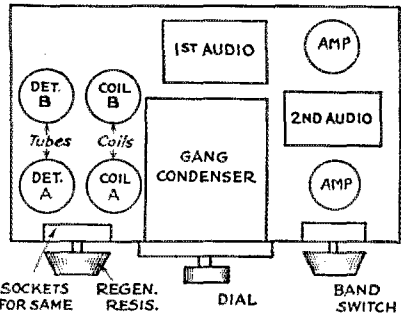 1ST AUDIO
AMP
DET.
B
COIL
B
Tubes
Coils
2ND AUDIO
GANG
CONDENSER
DET.
A
COIL
A
AMP
SOCKETS
FOR SAME
REGEN.
RESIS.
DIAL
BAND
SWITCH